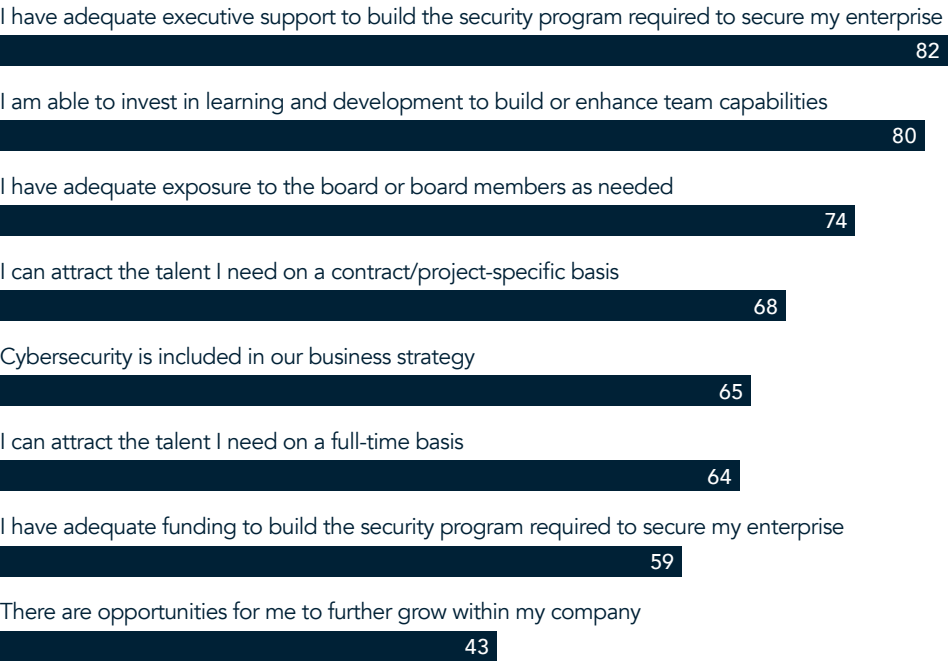 I have adequate executive support to build the security program required to secure my enterprise
82
I am able to invest in learning and development to build or enhance team capabilities
80
I have adequate exposure to the board or board members as needed
74
I can attract the talent I need on a contract/project-specific basis
68
Cybersecurity is included in our business strategy
65
I can attract the talent I need on a full-time basis
64
I have adequate funding to build the security program required to secure my enterprise
59
There are opportunities for me to further grow within my company
43